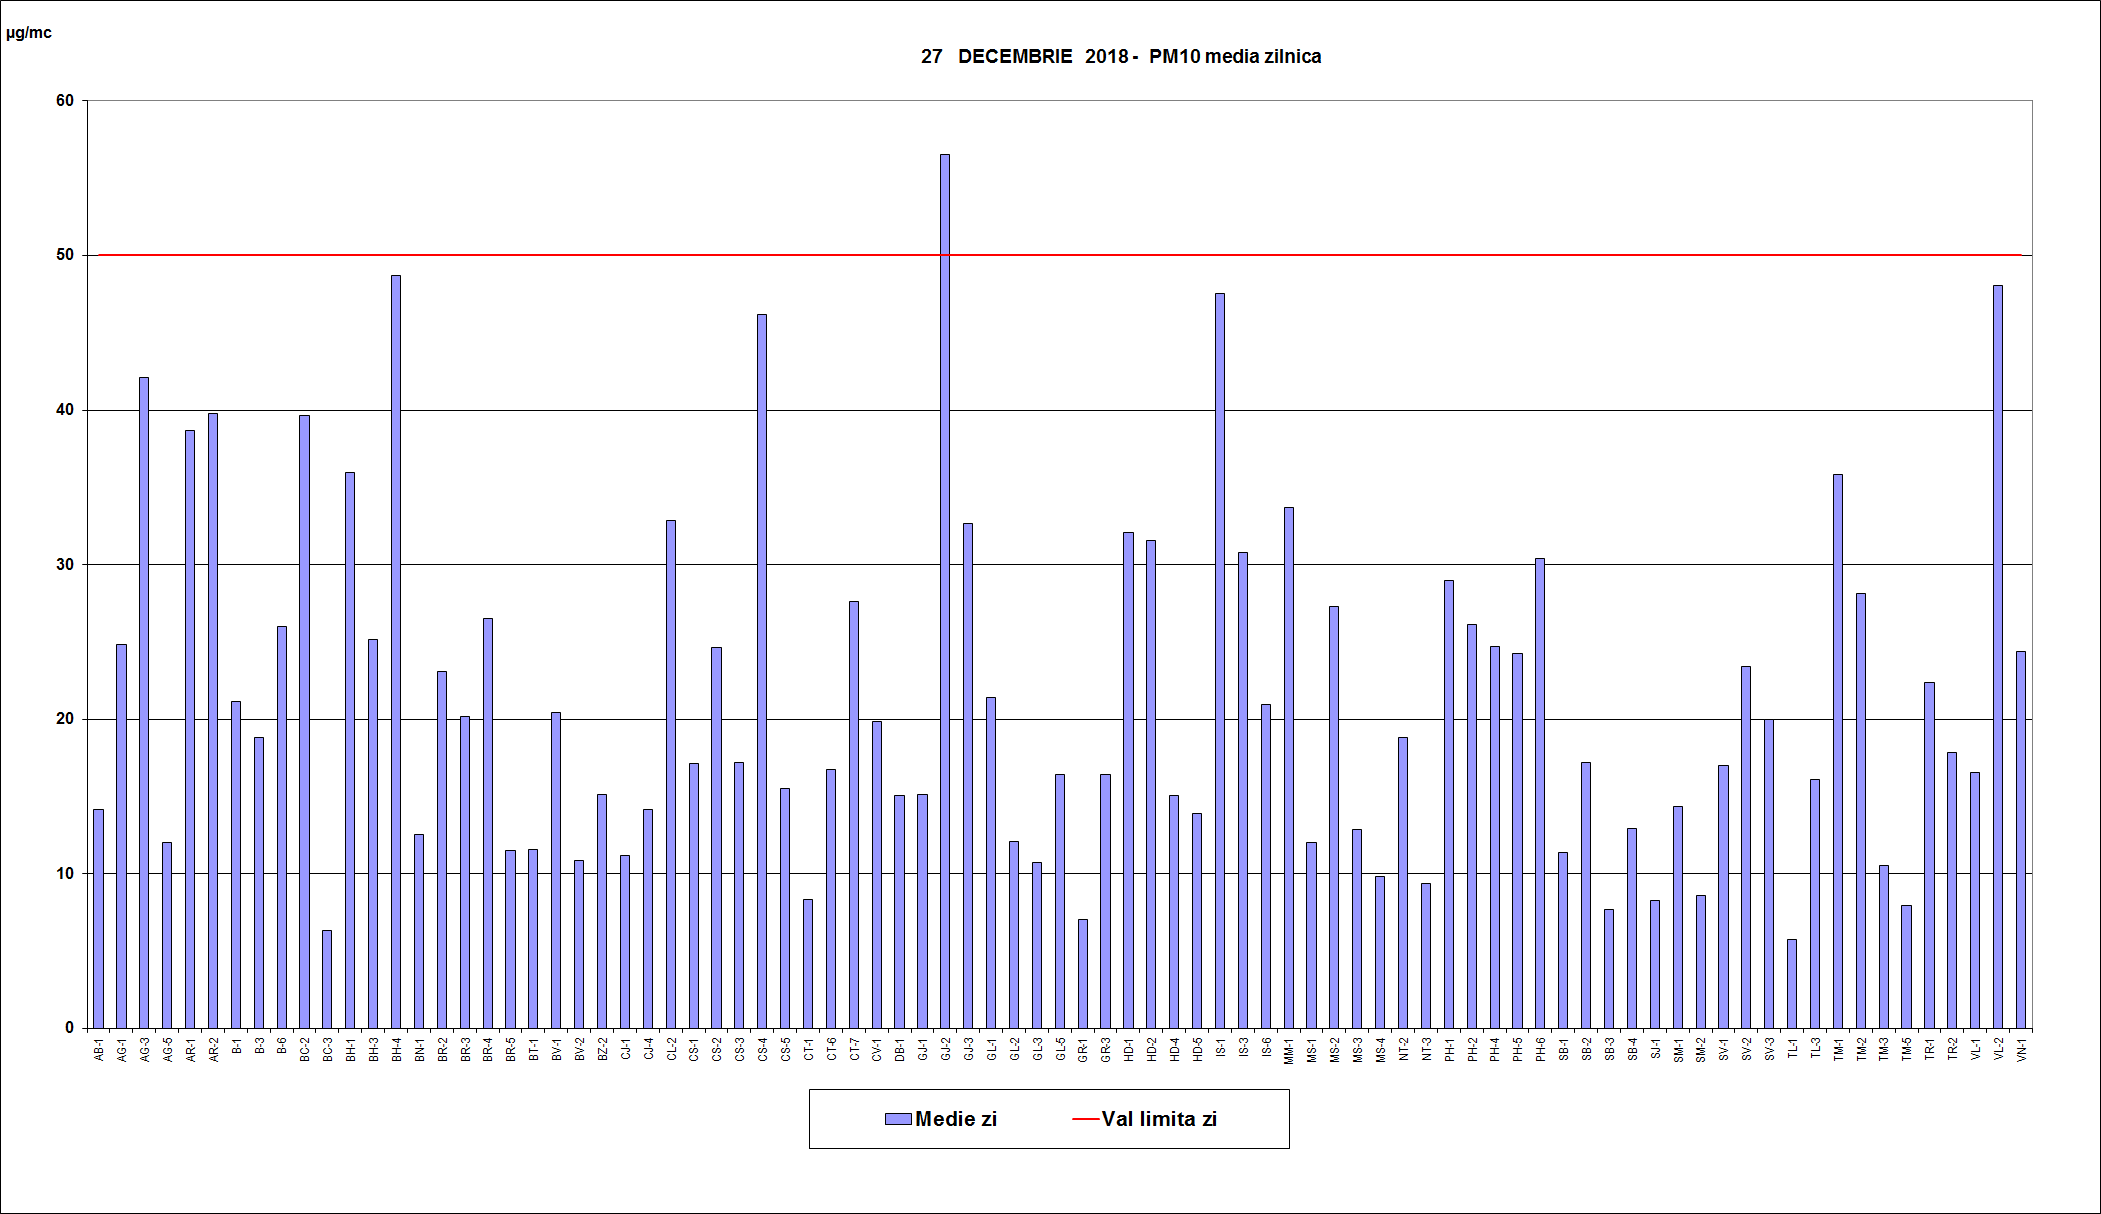 µg/mc
27 DECEMBRIE 2018 - PM10 media zilnica
60
50
40
30
20
10
0
AB-1 AG-1 AG-3 AG-5 AR-1 AR-2 B-1 B-3 B-6 BC-2 BC-3 BH-1 BH-3 BH-4 BN-1 BR-2 BR-3 BR-4 BR-5 BT-1 BV-1 BV-2 BZ-2 CJ-1 CJ-4 CL-2 CS-1 CS-2 CS-3 CS-4 CS-5 CT-1 CT-6 CT-7 CV-1 DB-1 GJ-1 GJ-2 GJ-3 GL-1 GL-2 GL-3 GL-5 GR-1 GR-3 HD-1 HD-2 HD-4 HD-5 IS-1 IS-3 IS-6 MM-1 MS-1 MS-2 MS-3 MS-4 NT-2 NT-3 PH-1 PH-2 PH-4 PH-5 PH-6 SB-1 SB-2 SB-3 SB-4 SJ-1 SM-1 SM-2 SV-1 SV-2 SV-3 TL-1 TL-3 TM-1 TM-2 TM-3 TM-5 TR-1 TR-2 VL-1 VL-2 VN-1
Medie zi Val limita zi